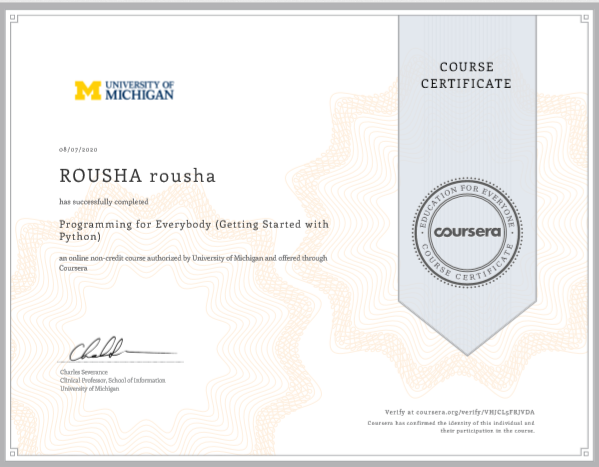 UNIVERSITY OF
MICHIGAN
COURSE
CERTIFICATE
08/07/2020
ROUSHA rousha
has successfully completed
Programming for Everybody (Getting Started with
Python)
an online non-credit course authorized by University of Michigan and offered through
Coursera
EDUCATION FOR EVERYONE
coursera
COURSE CERTIFICATE
Charles Severance
Clinical Professor, School of Information
University of Michigan
Verify at coursera.org/verify/VHJCL5FRJVDA
Coursera has confirmed the identity of this individual and
their participation in the course.